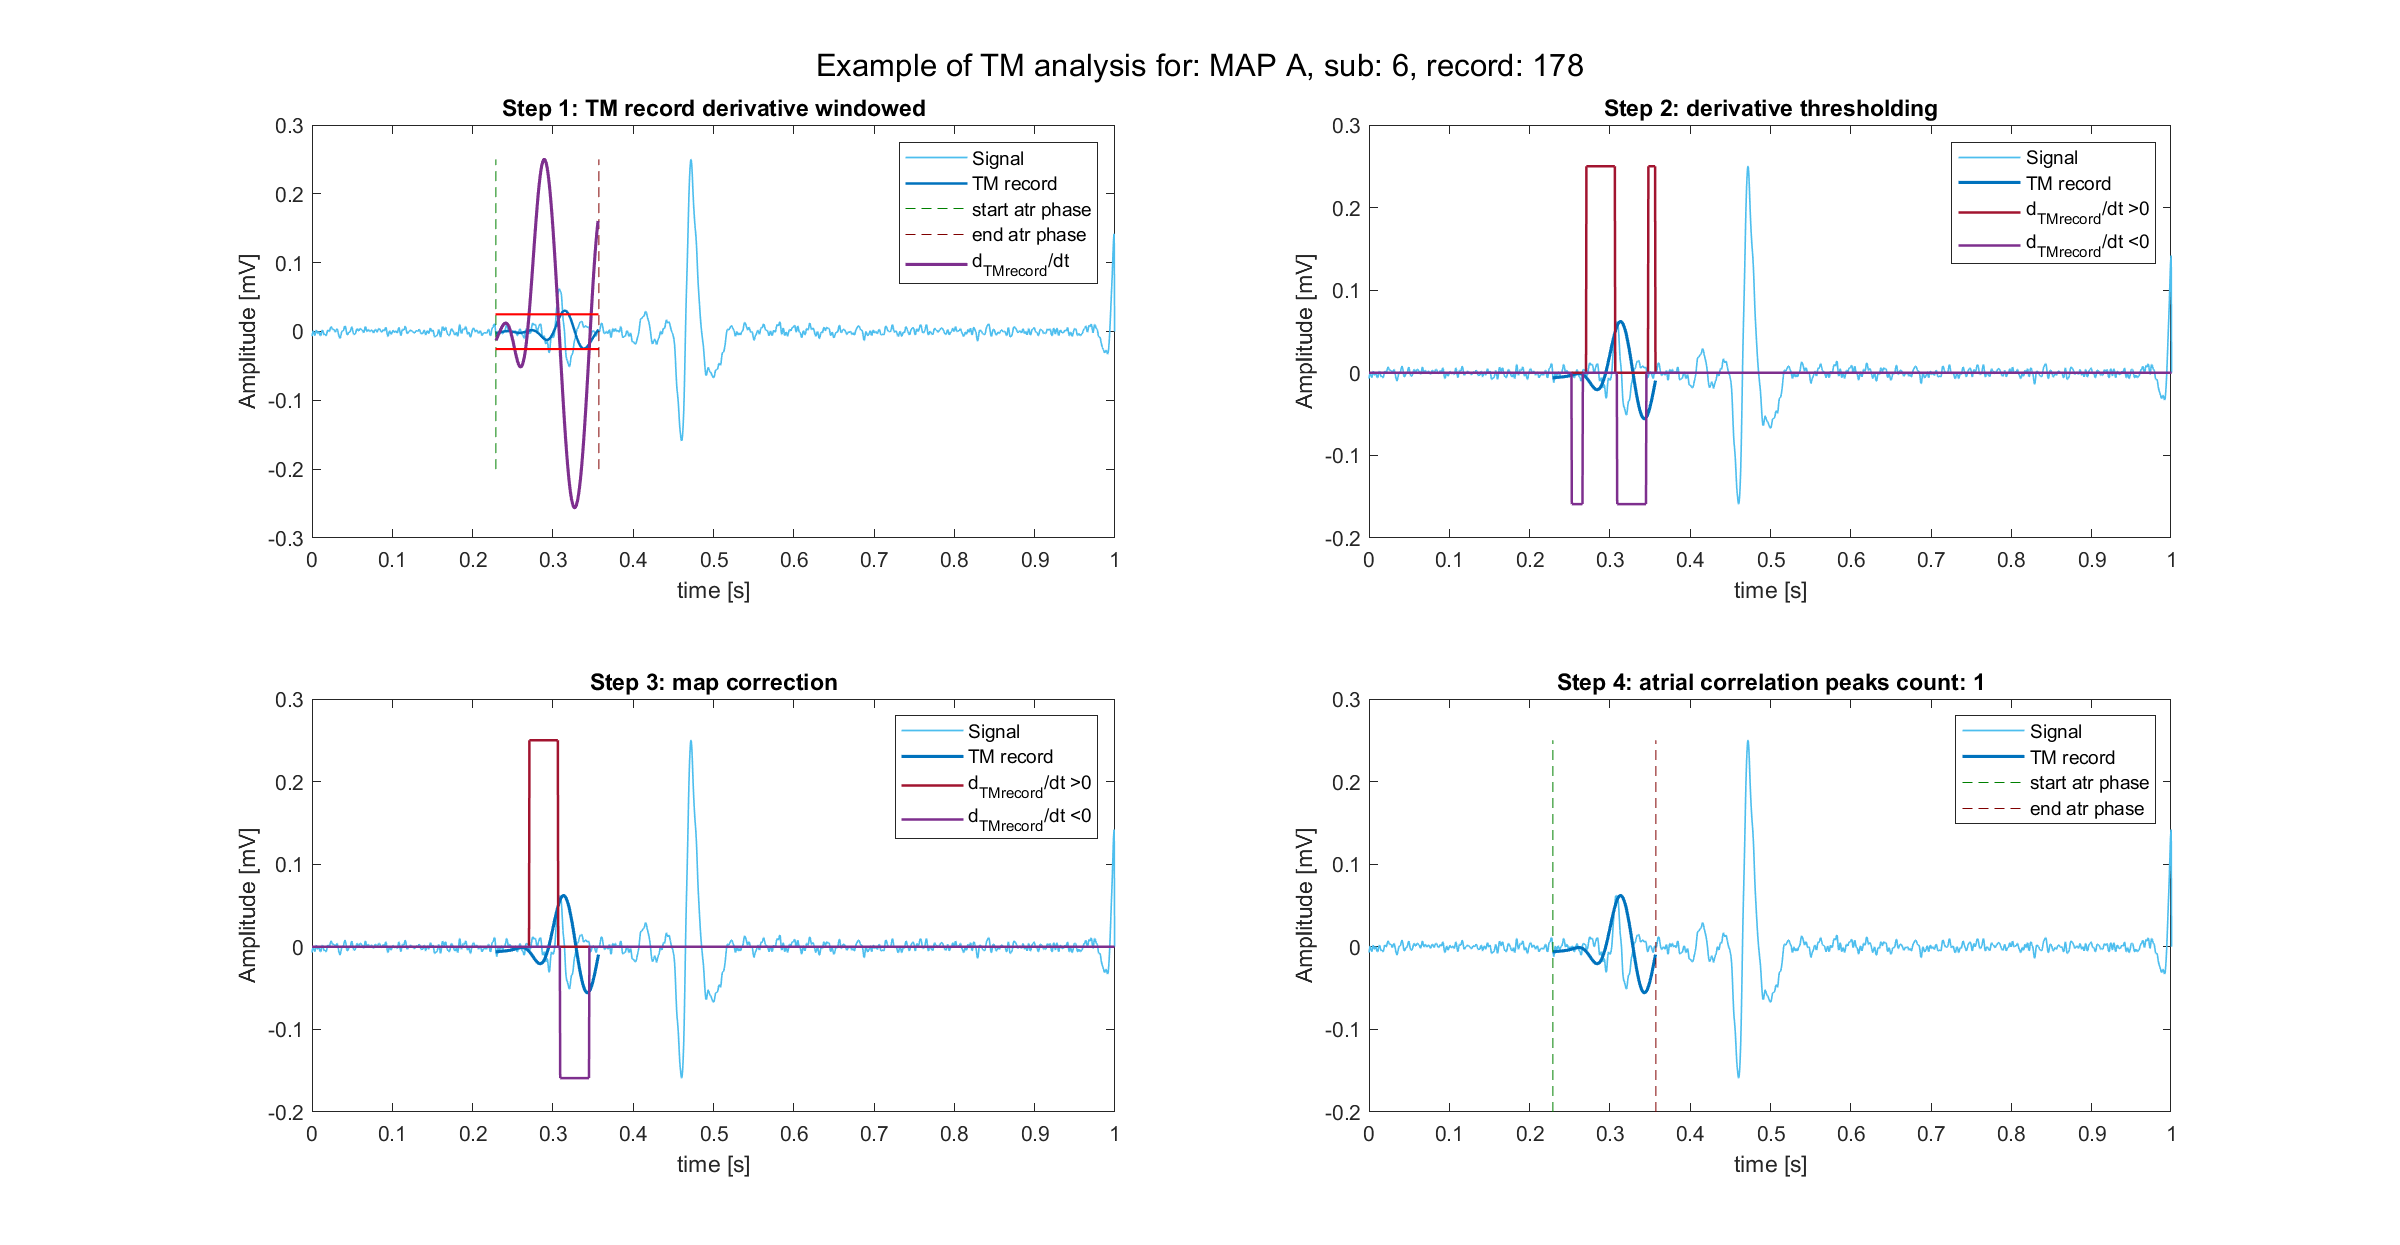 Example of TM analysis for: MAP A, sub: 6, record: 178
Step 1: TM record derivative windowed
0.3
0.2
0.1
0
-0.1
-0.2
-0.3
Amplitude [mV]
0 0.1 0.2 0.3 0.4 0.5 0.6 0.7 0.8 0.9 1
time [s]
Signal
TM record
start atr phase
end atr phase
dTMrecord/dt
Step 2: derivative thresholding
0.3
0.2
0.1
0
-0.1
-0.2
Amplitude [mV]
0 0.1 0.2 0.3 0.4 0.5 0.6 0.7 0.8 0.9 1
time [s]
Signal
TM record
dTMrecord/dt >0
dTMrecord/dt <0
Step 3: map correction
0.3
0.2
0.1
0
-0.1
-0.2
Amplitude [mV]
0 0.1 0.2 0.3 0.4 0.5 0.6 0.7 0.8 0.9 1
time [s]
Signal
TM record
dTMrecord/dt >0
dTMrecord/dt <0
Step 4: atrial correlation peaks count: 1
0.3
0.2
0.1
0
-0.1
-0.2
Amplitude [mV]
0 0.1 0.2 0.3 0.4 0.5 0.6 0.7 0.8 0.9 1
time [s]
Signal
TM record
start atr phase
end atr phase